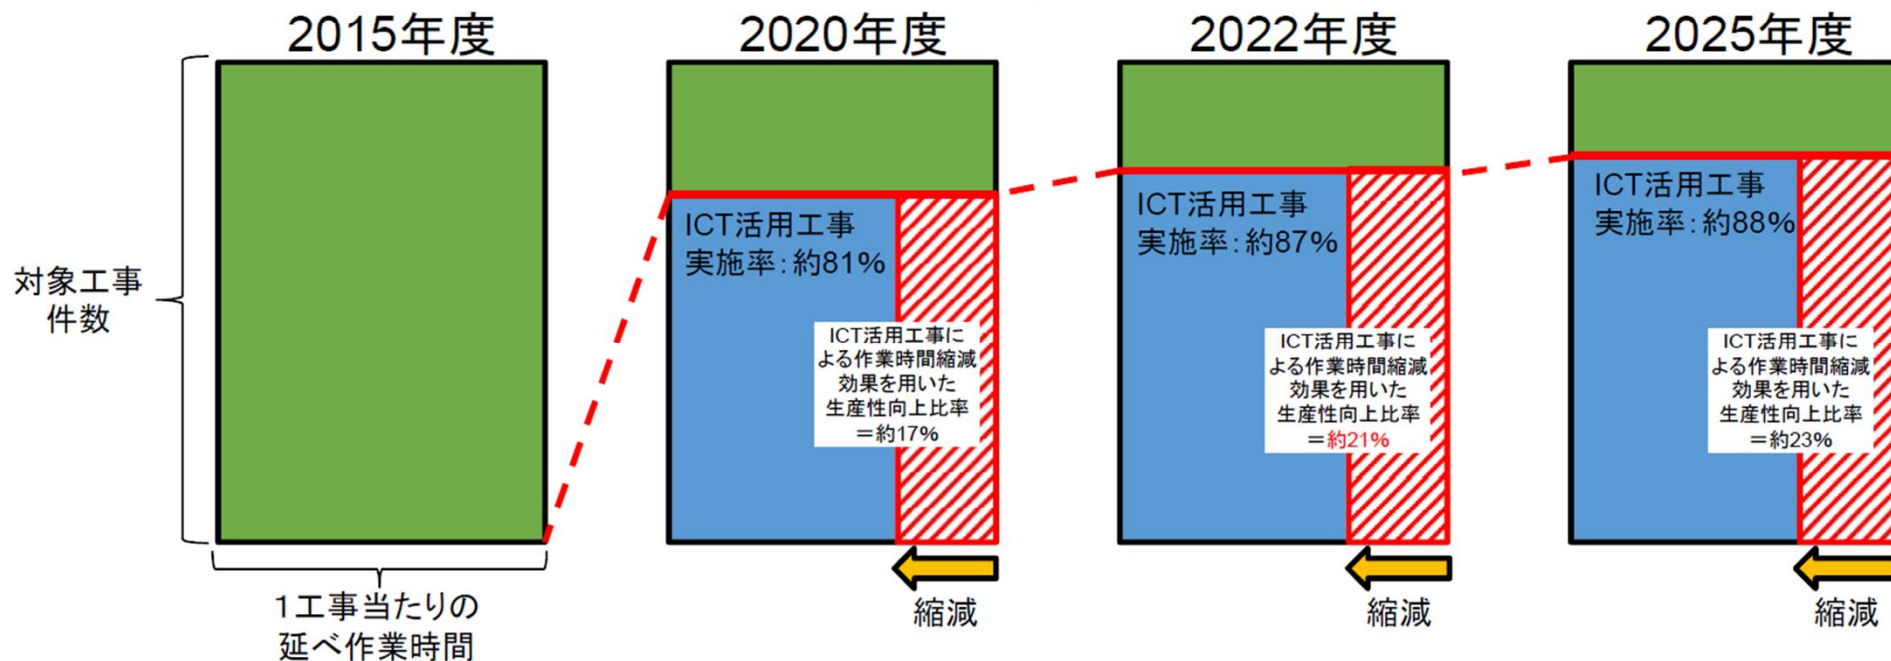 2015年度
2020年度
2022年度
2025年度
対象工事
件数
1工事当たりの
延べ作業時間
ICT活用工事
実施率：約81%
ICT活用工事に
よる作業時間縮減
効果を用いた
生産性向上比率
＝約17%
縮減
ICT活用工事
実施率：約87%
ICT活用工事に
よる作業時間縮減
効果を用いた
生産性向上比率
＝約21%
縮減
ICT活用工事
実施率：約88%
ICT活用工事に
よる作業時間縮減
効果を用いた
生産性向上比率
＝約23%
縮減